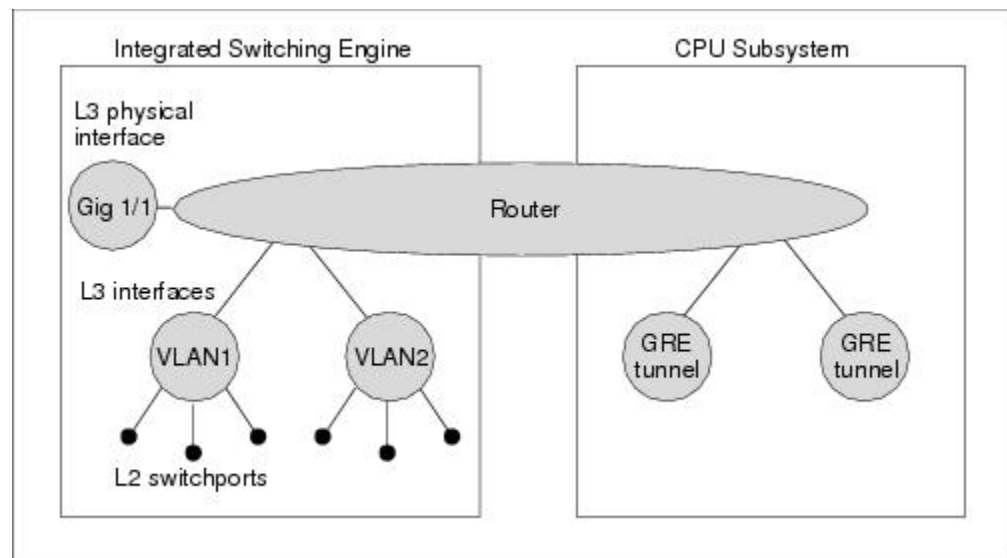 Integrated Switching Engine
CPU Subsystem
L3 physical
interface
Gig 1/1
Router
L3 interfaces
VLAN1
VLAN2
GRE
tunnel
GRE
tunnel
L2 switchports